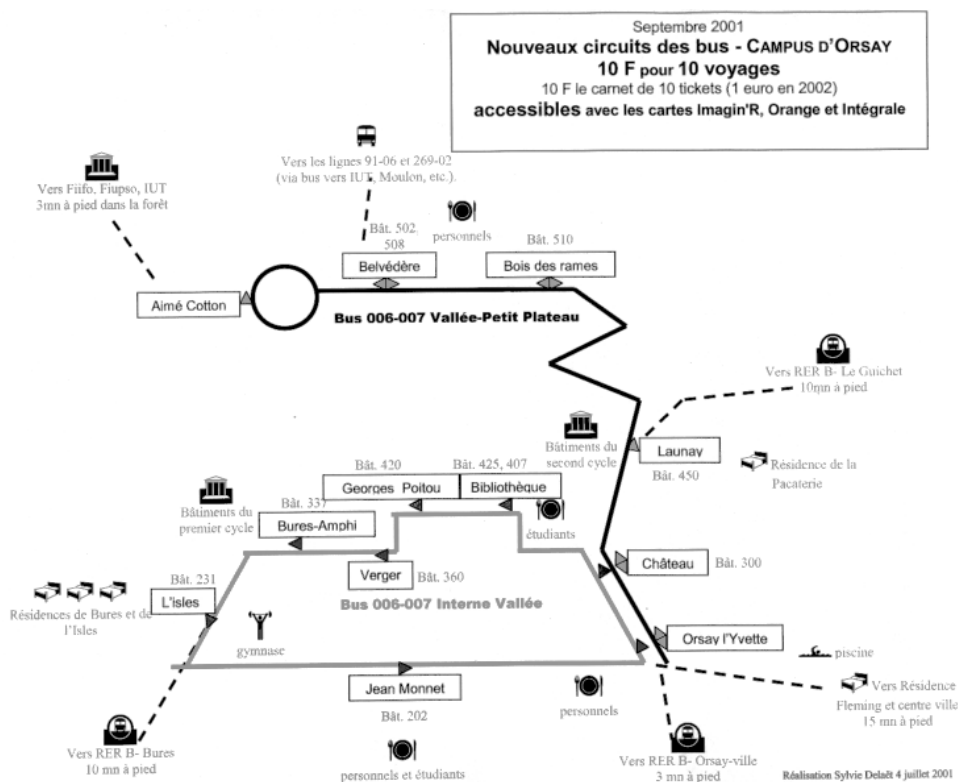 Septembre 2001
Nouveaux circuits des bus - CAMPUS D'ORSAY
10 F pour 10 voyages
10 F le carnet de 10 tickets (1 euro en 2002)
accessibles avec les cartes Imagin'R, Orange et Intégrale
Vers les lignes 91-06 et 269-02
(via bus vers IUT, Moulon, etc.).
Vers Fiifo, Fiupso, IUT
3mn à pied dans la forêt
Bât. 502,
508
personnels
Bât. 510
Belvédère
Bois des rames
Aimé Cotton
Bus 006-007 Vallée-Petit Plateau
Vers RER B- Le Guichet
10mn à pied
Bâtiments du
second cycle
Launay
Bât. 450
Résidence de la
Pacaterie
Bât. 420
Bât. 425, 407
Georges Poitou
Bibliothèque
Bâtiments du
premier cycle
Bât. 337
Bures-Amphi
étudiants
Verger
Bât. 360
Château
Bât. 300
Bât. 231
L'isles
Bus 006-007 Interne Vallée
Résidences de Bures et de
l'Isles
gymnase
Orsay l'Yvette
piscine
Jean Monnet
Bât. 202
personnels
Vers Résidence
Fleming et centre ville
15 mn à pied
Vers RER B- Bures
10 mn à pied
personnels et étudiants
Vers RER B- Orsay-ville
3 mn à pied
Réalisation Sylvie Delaët 4 juillet 2001